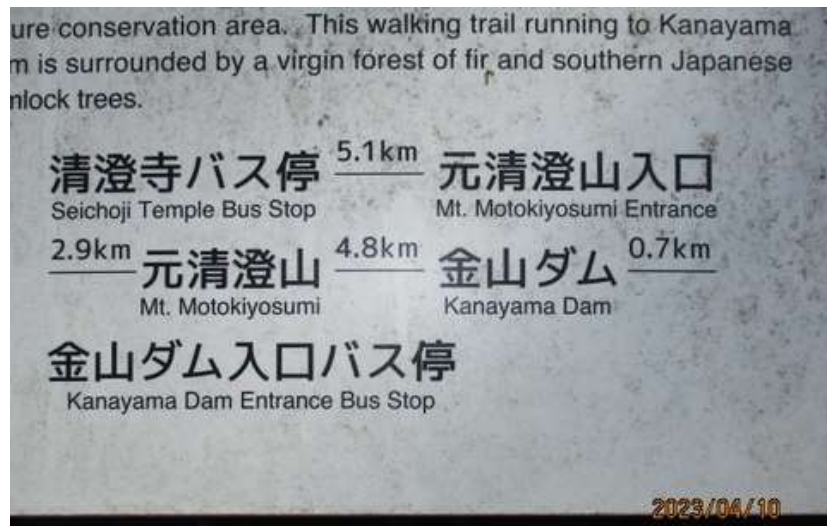 conservation area. This walking trail running to Kanayama
is surrounded by a virgin forest of fir and southern Japanese
trees.
清澄寺バス停 5.1km 元清澄山入口
Seichoji Temple Bus Stop Mt. Motokiyosumi Entrance
2.9km 元清澄山 4.8km 金山ダム 0.7km
Mt. Motokiyosumi Kanayama Dam
金山ダム入口バス停
Kanayama Dam Entrance Bus Stop
2023/04/10